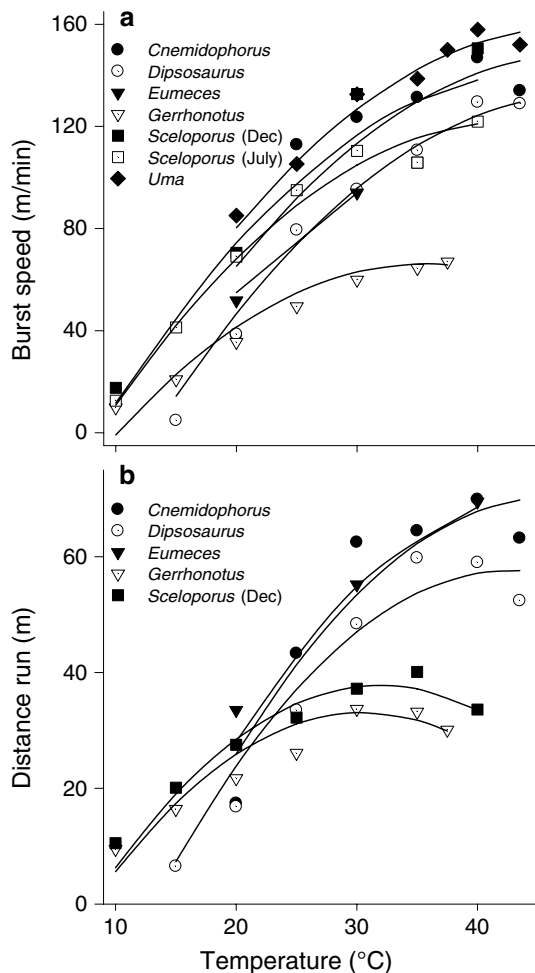 a
160
120
80
40
0
Burst speed (m/min)
Cnemidophorus
Dipsosaurus
Eumeces
Gerrhonotus
Sceloporus (Dec)
Sceloporus (July)
Uma
b
60
40
20
0
Distance run (m)
Cnemidophorus
Dipsosaurus
Eumeces
Gerrhonotus
Sceloporus (Dec)
10 20 30 40
Temperature (°C)